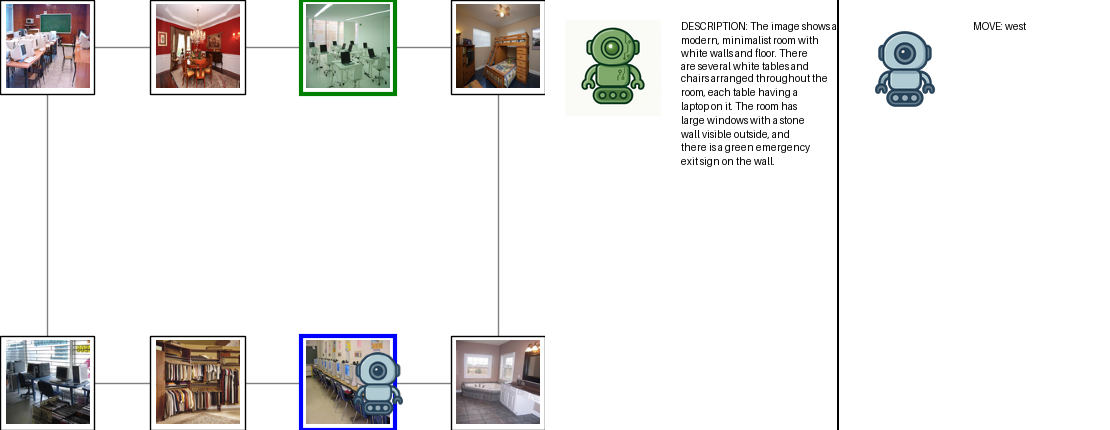 DESCRIPTION: The image shows a
modern, minimalist room with
white walls and floor. There
are several white tables and
chairs arranged throughout the
room, each table having a
laptop on it. The room has
large windows with a stone
wall visible outside, and
there is a green emergency
exit sign on the wall.
MOVE: west